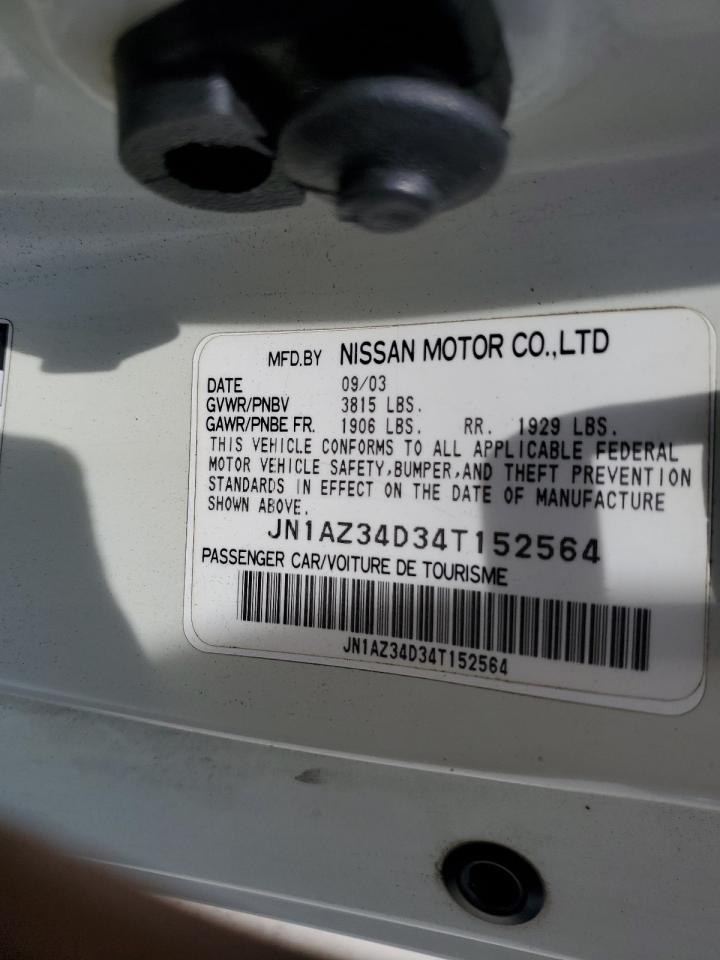 MFD.BY NISSAN MOTOR CO.,LTD
DATE 09/03
GVWR/PNBV 3815 LBS.
GAWR/PNBE FR. 1906 LBS. RR. 1929 LBS.
THIS VEHICLE CONFORMS TO ALL APPLICABLE FEDERAL
MOTOR VEHICLE SAFETY,BUMPER,AND THEFT PREVENTION
STANDARDS IN EFFECT ON THE DATE OF MANUFACTURE
SHOWN ABOVE.
JN1AZ34D34T152564
PASSENGER CAR/VOITURE DE TOURISME
JN1AZ34D34T152564